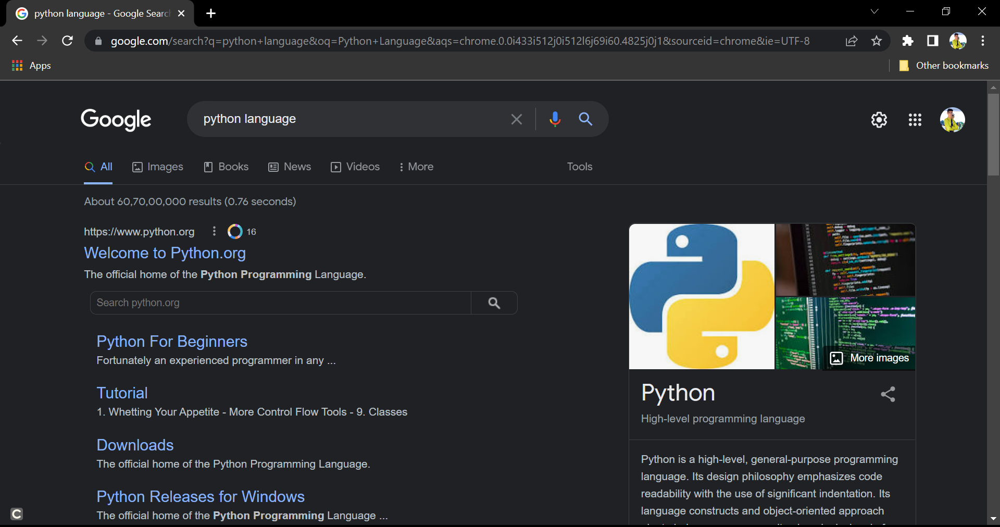 python language - Google Searc
google.com/search?q=python+language&oq=Python+Language&aqs=chrome.0.0i433i512j0i512l6j69i60.4825j0j1&sourceid=chrome&ie=UTF-8
Apps
Other bookmarks
Google
python language
All
Images
Books
News
Videos
More
Tools
About 60,70,00,000 results (0.76 seconds)
https://www.python.org
16
Welcome to Python.org
The official home of the Python Programming Language.
Search python.org
Python For Beginners
Fortunately an experienced programmer in any ...
Tutorial
1. Whetting Your Appetite - More Control Flow Tools - 9. Classes
Downloads
The official home of the Python Programming Language.
Python Releases for Windows
The official home of the Python Programming Language ...
C
More images
Python
High-level programming language
Python is a high-level, general-purpose programming
language. Its design philosophy emphasizes code
readability with the use of significant indentation. Its
language constructs and object-oriented approach